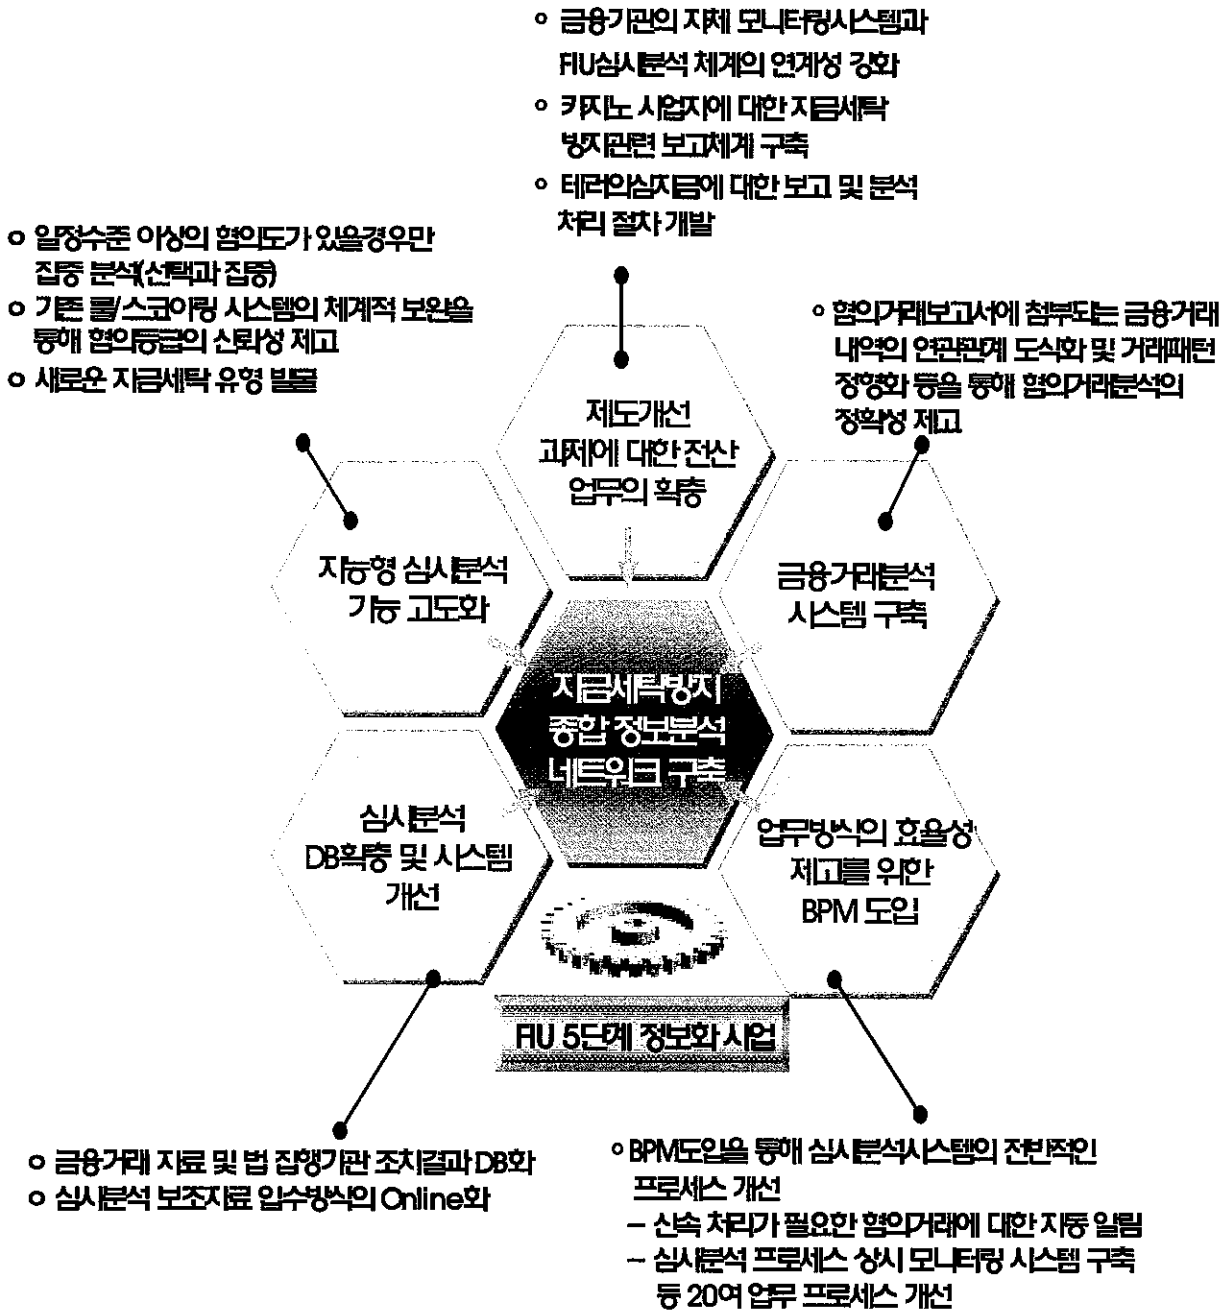 ○ 금융기관의 자체 모니터링시스템과
FIU심사분석 체계의 연계성 강화
○ 카지노 사업자에 대한 자금세탁
방지관련 보고체계 구축
○ 테러의심자금에 대한 보고 및 분석
처리 절차 개발
○ 일정수준 이상의 혐의도가 있을경우만
집중 분석(선택과 집중)
○ 기존 룰/스코어링 시스템의 체계적 보완을
통해 혐의등급의 신뢰성 제고
○ 새로운 자금세탁 유형 발굴
○ 혐의거래보고서에 첨부되는 금융거래
내역의 연관관계 도식화 및 거래패턴
정형화 등을 통해 혐의거래분석의
정확성 제고
제도개선
과제에 대한 전산
업무의 확충
지능형 심사분석
기능 고도화
금융거래분석
시스템 구축
자금세탁방지
종합 정보분석
네트워크 구축
심사분석
DB확충 및 시스템
개선
업무방식의 효율성
제고를 위한
BPM 도입
FIU 5단계 정보화 사업
○ 금융거래 자료 및 법 집행기관 조치결과 DB화
○ 심사분석 보조자료 입수방식의 Online화
○ BPM도입을 통해 심사분석시스템의 전반적인
프로세스 개선
– 신속 처리가 필요한 혐의거래에 대한 자동 알림
– 심사분석 프로세스 상시 모니터링 시스템 구축
등 20여 업무 프로세스 개선